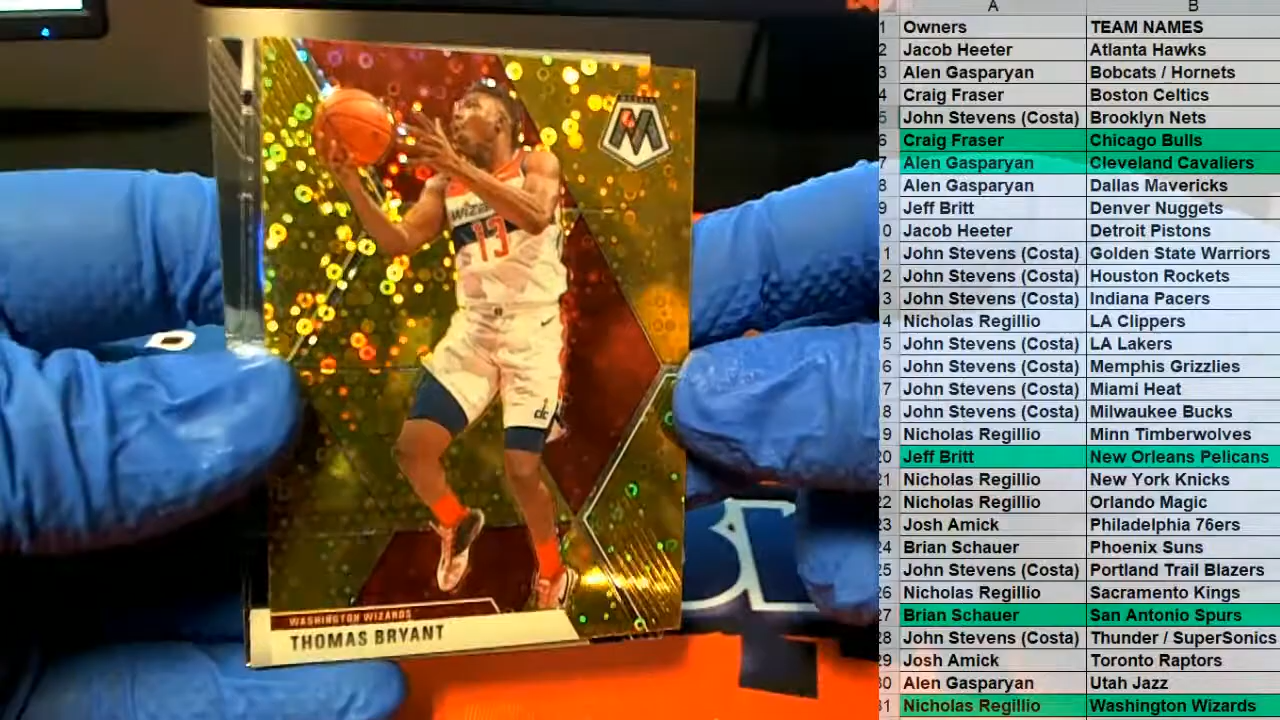 A B
1 Owners TEAM NAMES
2 Jacob Heeter Atlanta Hawks
3 Alen Gasparyan Bobcats / Hornets
4 Craig Fraser Boston Celtics
5 John Stevens (Costa) Brooklyn Nets
6 Craig Fraser Chicago Bulls
7 Alen Gasparyan Cleveland Cavaliers
8 Alen Gasparyan Dallas Mavericks
9 Jeff Britt Denver Nuggets
0 Jacob Heeter Detroit Pistons
1 John Stevens (Costa) Golden State Warriors
2 John Stevens (Costa) Houston Rockets
3 John Stevens (Costa) Indiana Pacers
4 Nicholas Regillio LA Clippers
5 John Stevens (Costa) LA Lakers
6 John Stevens (Costa) Memphis Grizzlies
7 John Stevens (Costa) Miami Heat
8 John Stevens (Costa) Milwaukee Bucks
9 Nicholas Regillio Minn Timberwolves
20 Jeff Britt New Orleans Pelicans
21 Nicholas Regillio New York Knicks
22 Nicholas Regillio Orlando Magic
23 Josh Amick Philadelphia 76ers
24 Brian Schauer Phoenix Suns
25 John Stevens (Costa) Portland Trail Blazers
26 Nicholas Regillio Sacramento Kings
27 Brian Schauer San Antonio Spurs
28 John Stevens (Costa) Thunder / SuperSonics
29 Josh Amick Toronto Raptors
30 Alen Gasparyan Utah Jazz
31 Nicholas Regillio Washington Wizards
M
13
dc
WASHINGTON WIZARDS
THOMAS BRYANT